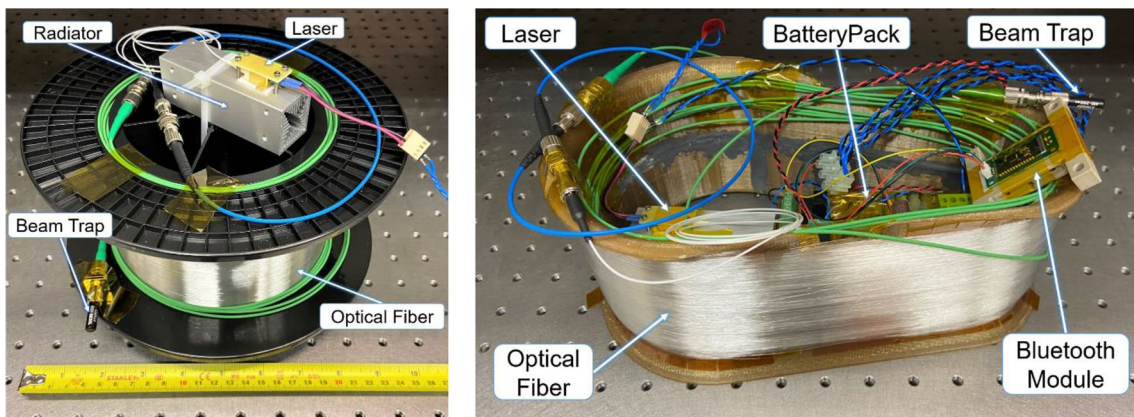 Radiator
Laser
Beam Trap
Optical Fiber
STANLEY
Laser
BatteryPack
Beam Trap
Optical
Fiber
Bluetooth
Module